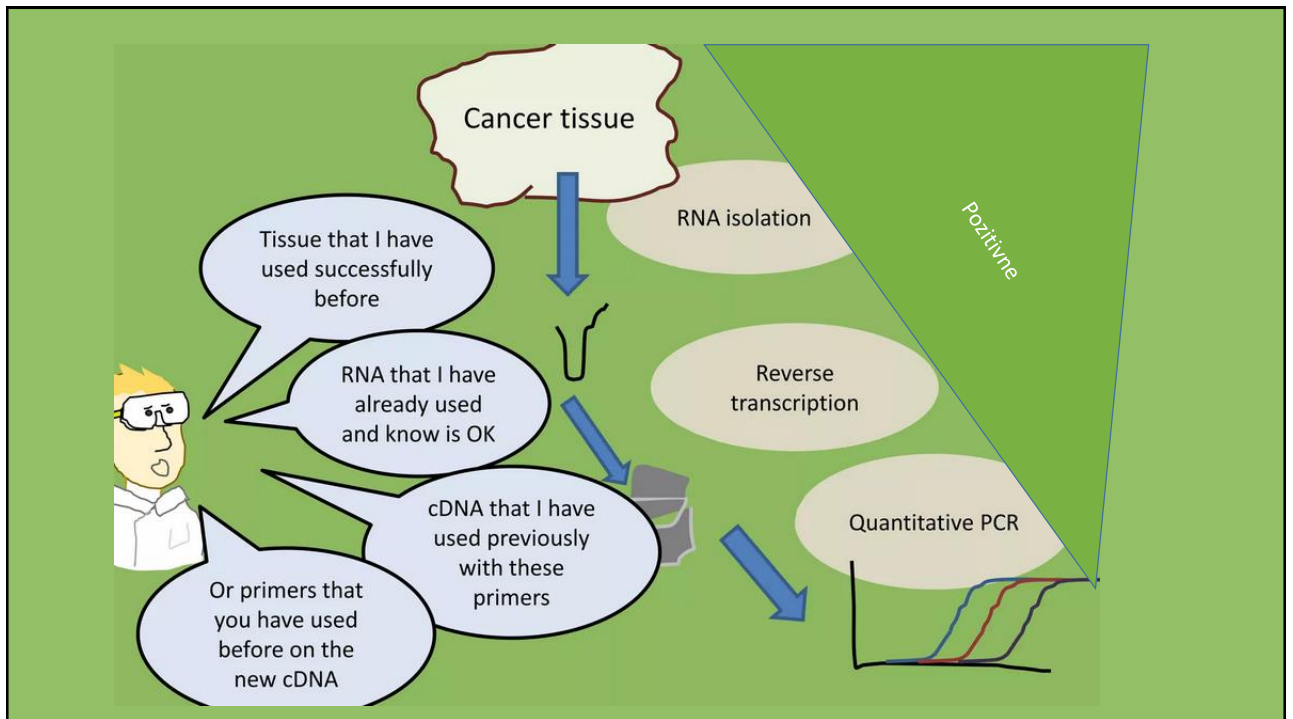 Cancer tissue
RNA isolation
Pozitivne
Tissue that I have
used successfully
before
RNA that I have
already used
and know is OK
Reverse
transcription
cDNA that I have
used previously
with these
primers
Quantitative PCR
Or primers that
you have used
before on the
new cDNA